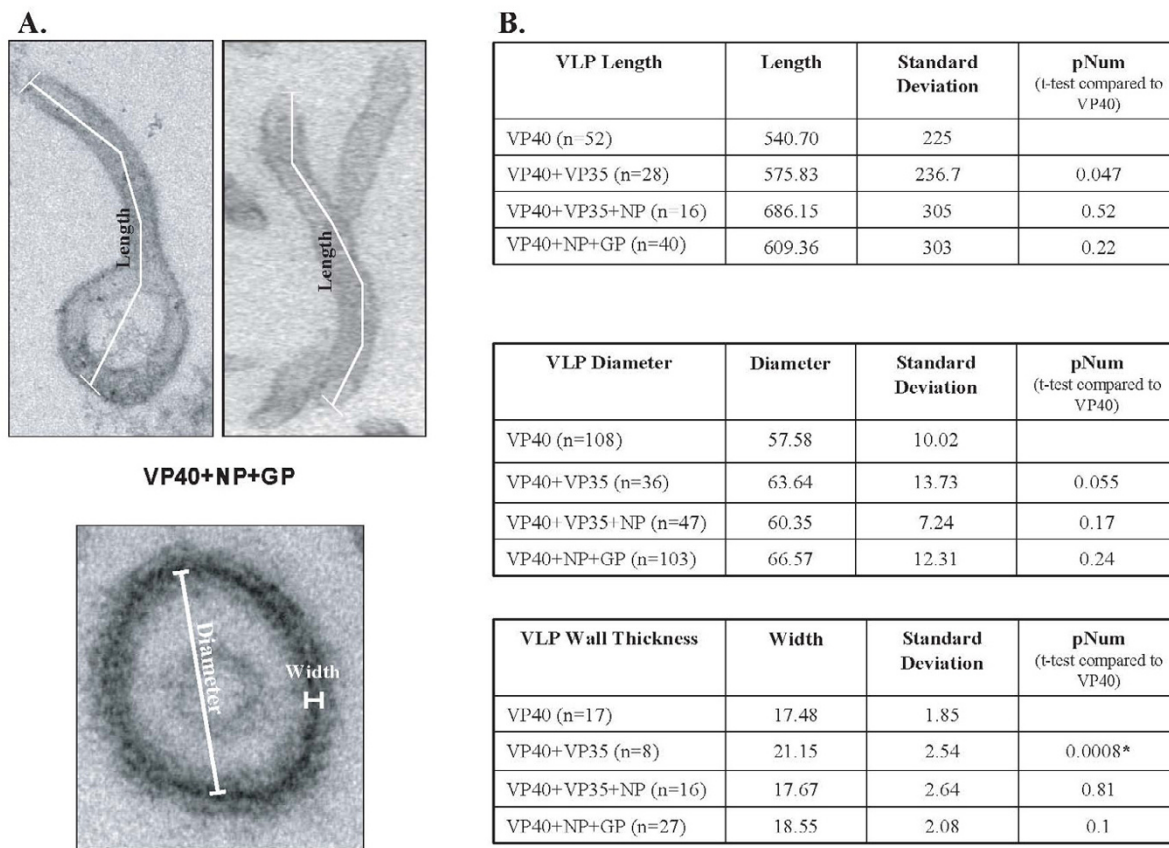 A.
Length
Length
VP40+NP+GP
Diameter
Width
B.
VLP Length Length Standard Deviation pNum (t-test compared to VP40)
VP40 (n=52) 540.70 225
VP40+VP35 (n=28) 575.83 236.7 0.047
VP40+VP35+NP (n=16) 686.15 305 0.52
VP40+NP+GP (n=40) 609.36 303 0.22
VLP Diameter Diameter Standard Deviation pNum (t-test compared to VP40)
VP40 (n=108) 57.58 10.02
VP40+VP35 (n=36) 63.64 13.73 0.055
VP40+VP35+NP (n=47) 60.35 7.24 0.17
VP40+NP+GP (n=103) 66.57 12.31 0.24
VLP Wall Thickness Width Standard Deviation pNum (t-test compared to VP40)
VP40 (n=17) 17.48 1.85
VP40+VP35 (n=8) 21.15 2.54 0.0008*
VP40+VP35+NP (n=16) 17.67 2.64 0.81
VP40+NP+GP (n=27) 18.55 2.08 0.1